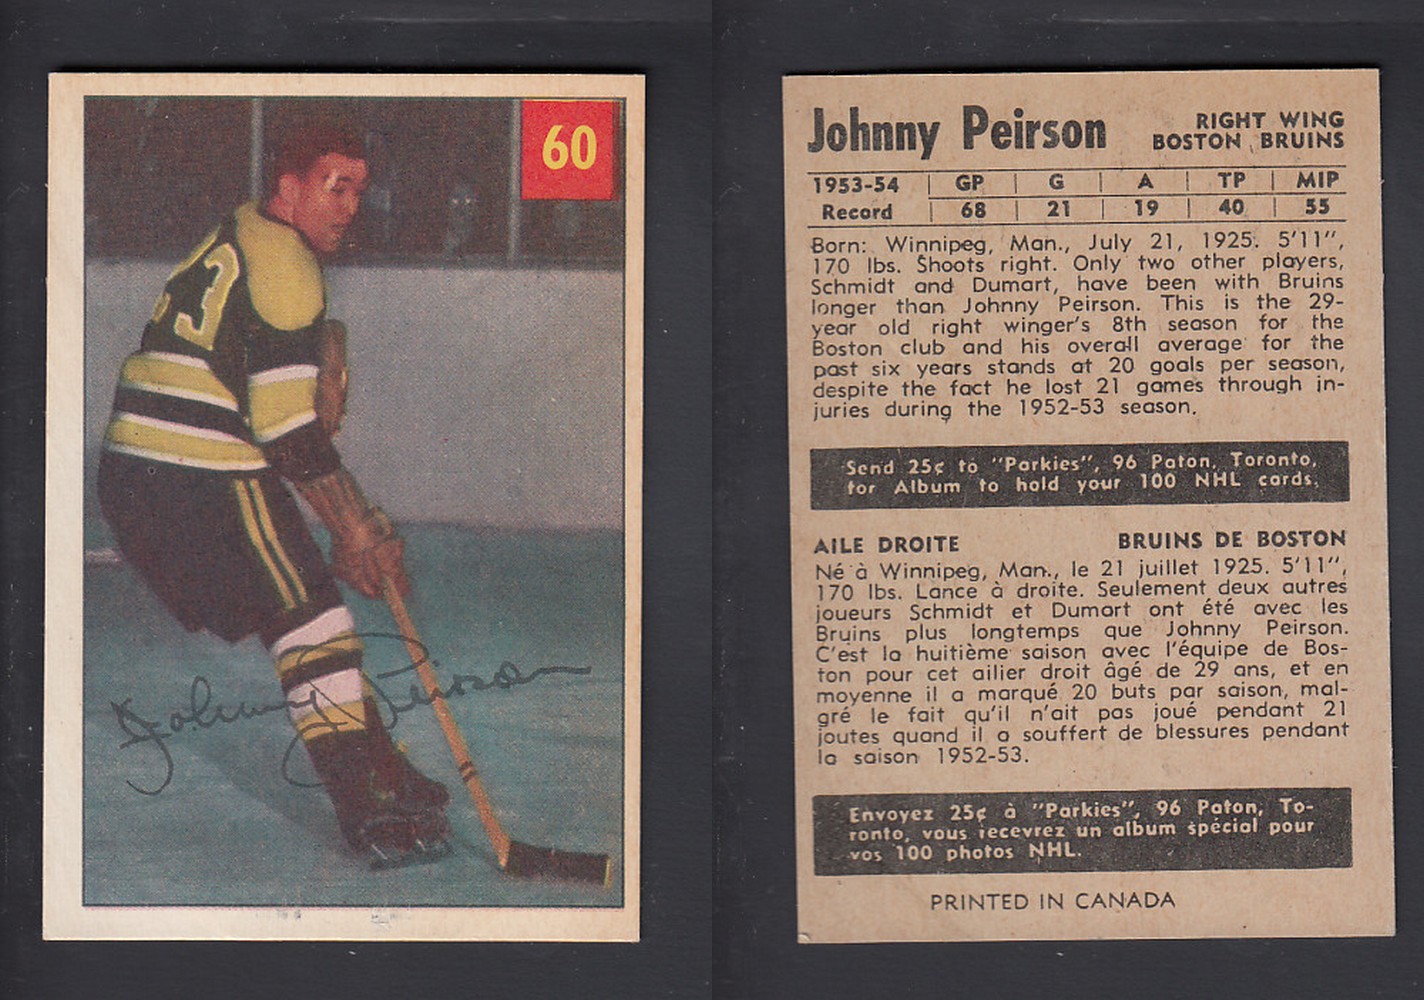 60
23
Johnny Peirson
Johnny Peirson
RIGHT WING
BOSTON BRUINS
1953-54 | GP | G | A | TP | MIP
Record | 68 | 21 | 19 | 40 | 55
Born: Winnipeg, Man., July 21, 1925. 5'11",
170 lbs. Shoots right. Only two other players,
Schmidt and Dumart, have been with Bruins
longer than Johnny Peirson. This is the 29-
year old right winger's 8th season for the
Boston club and his overall average for the
past six years stands at 20 goals per season,
despite the fact he lost 21 games through in-
juries during the 1952-53 season.
Send 25¢ to "Parkies", 96 Paton, Toronto,
for Album to hold your 100 NHL cards.
AILE DROITE BRUINS DE BOSTON
Né à Winnipeg, Man., le 21 juillet 1925. 5'11",
170 lbs. Lance à droite. Seulement deux autres
joueurs Schmidt et Dumart ont été avec les
Bruins plus longtemps que Johnny Peirson.
C'est la huitième saison avec l'équipe de Bos-
ton pour cet ailier droit âgé de 29 ans, et en
moyenne il a marqué 20 buts par saison, mal-
gré le fait qu'il n'ait pas joué pendant 21
joutes quand il a souffert de blessures pendant
la saison 1952-53.
Envoyez 25¢ à "Parkies", 96 Paton, To-
ronto, vous recevrez un album spécial pour
vos 100 photos NHL.
PRINTED IN CANADA